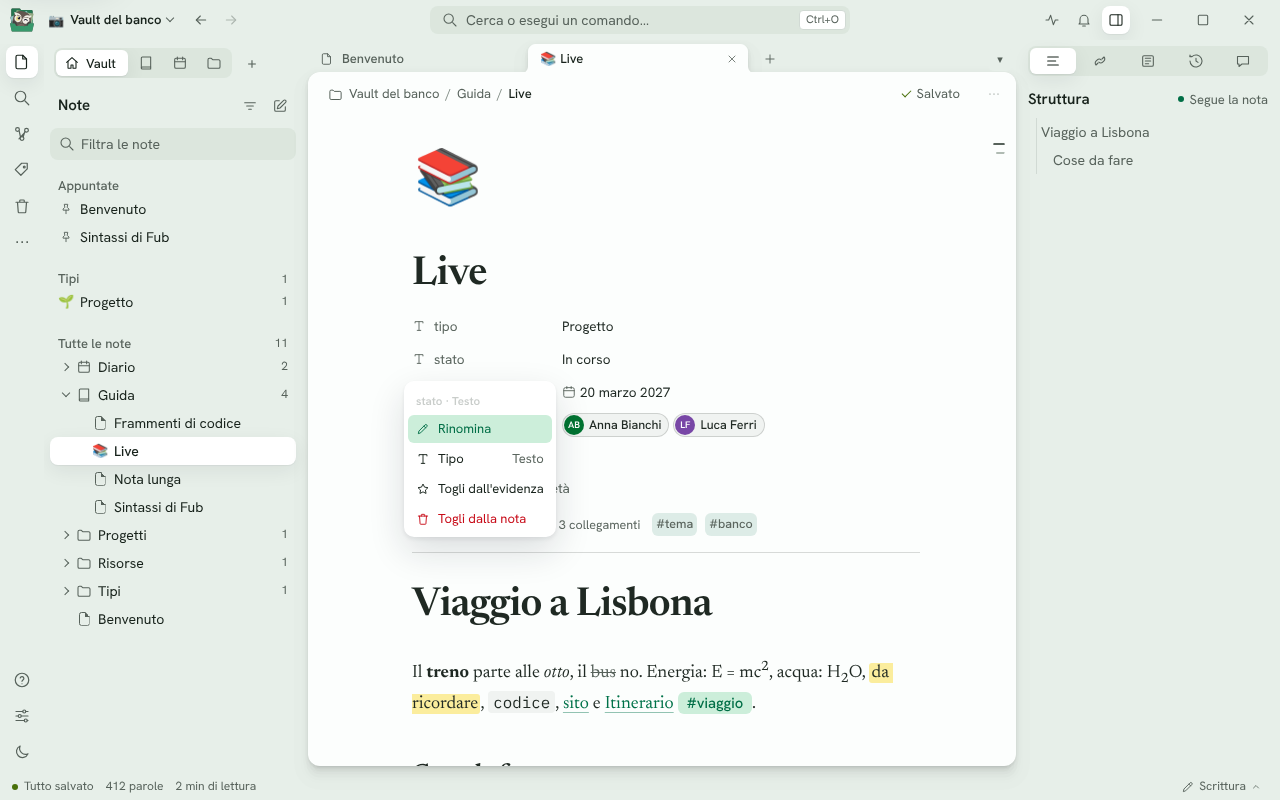 Vault del banco
Cerca o esegui un comando…
Ctrl+O
Vault
Benvenuto
Live
Note
Filtra le note
Appuntate
Benvenuto
Sintassi di Fub
Tipi 1
Progetto 1
Tutte le note 11
Diario 2
Guida 4
Frammenti di codice
Live
Nota lunga
Sintassi di Fub
Progetti 1
Risorse 1
Tipi 1
Benvenuto
Vault del banco / Guida / Live
Salvato
Live
tipo Progetto
stato In corso
20 marzo 2027
AB Anna Bianchi LF Luca Ferri
stato · Testo
Rinomina
Tipo Testo
Togli dall'evidenza
Togli dalla nota
età
3 collegamenti #tema #banco
Viaggio a Lisbona
Il treno parte alle otto, il bus no. Energia: E = mc², acqua: H₂O, da
ricordare, codice, sito e Itinerario #viaggio.
Struttura
Segue la nota
Viaggio a Lisbona
Cose da fare
Tutto salvato 412 parole 2 min di lettura
Scrittura